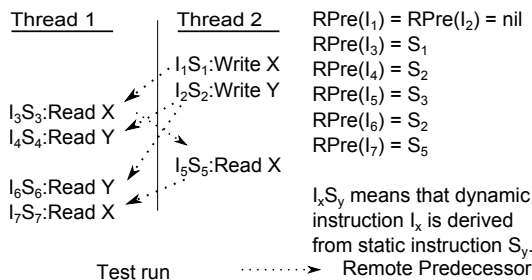 Thread 1
Thread 2
I1S1:Write X
I2S2:Write Y
I3S3:Read X
I4S4:Read Y
I5S5:Read X
I6S6:Read Y
I7S7:Read X
RPre(I1) = RPre(I2) = nil
RPre(I3) = S1
RPre(I4) = S2
RPre(I5) = S3
RPre(I6) = S2
RPre(I7) = S5
IxSy means that dynamic
instruction Ix is derived
from static instruction Sy.
Test run
Remote Predecessor